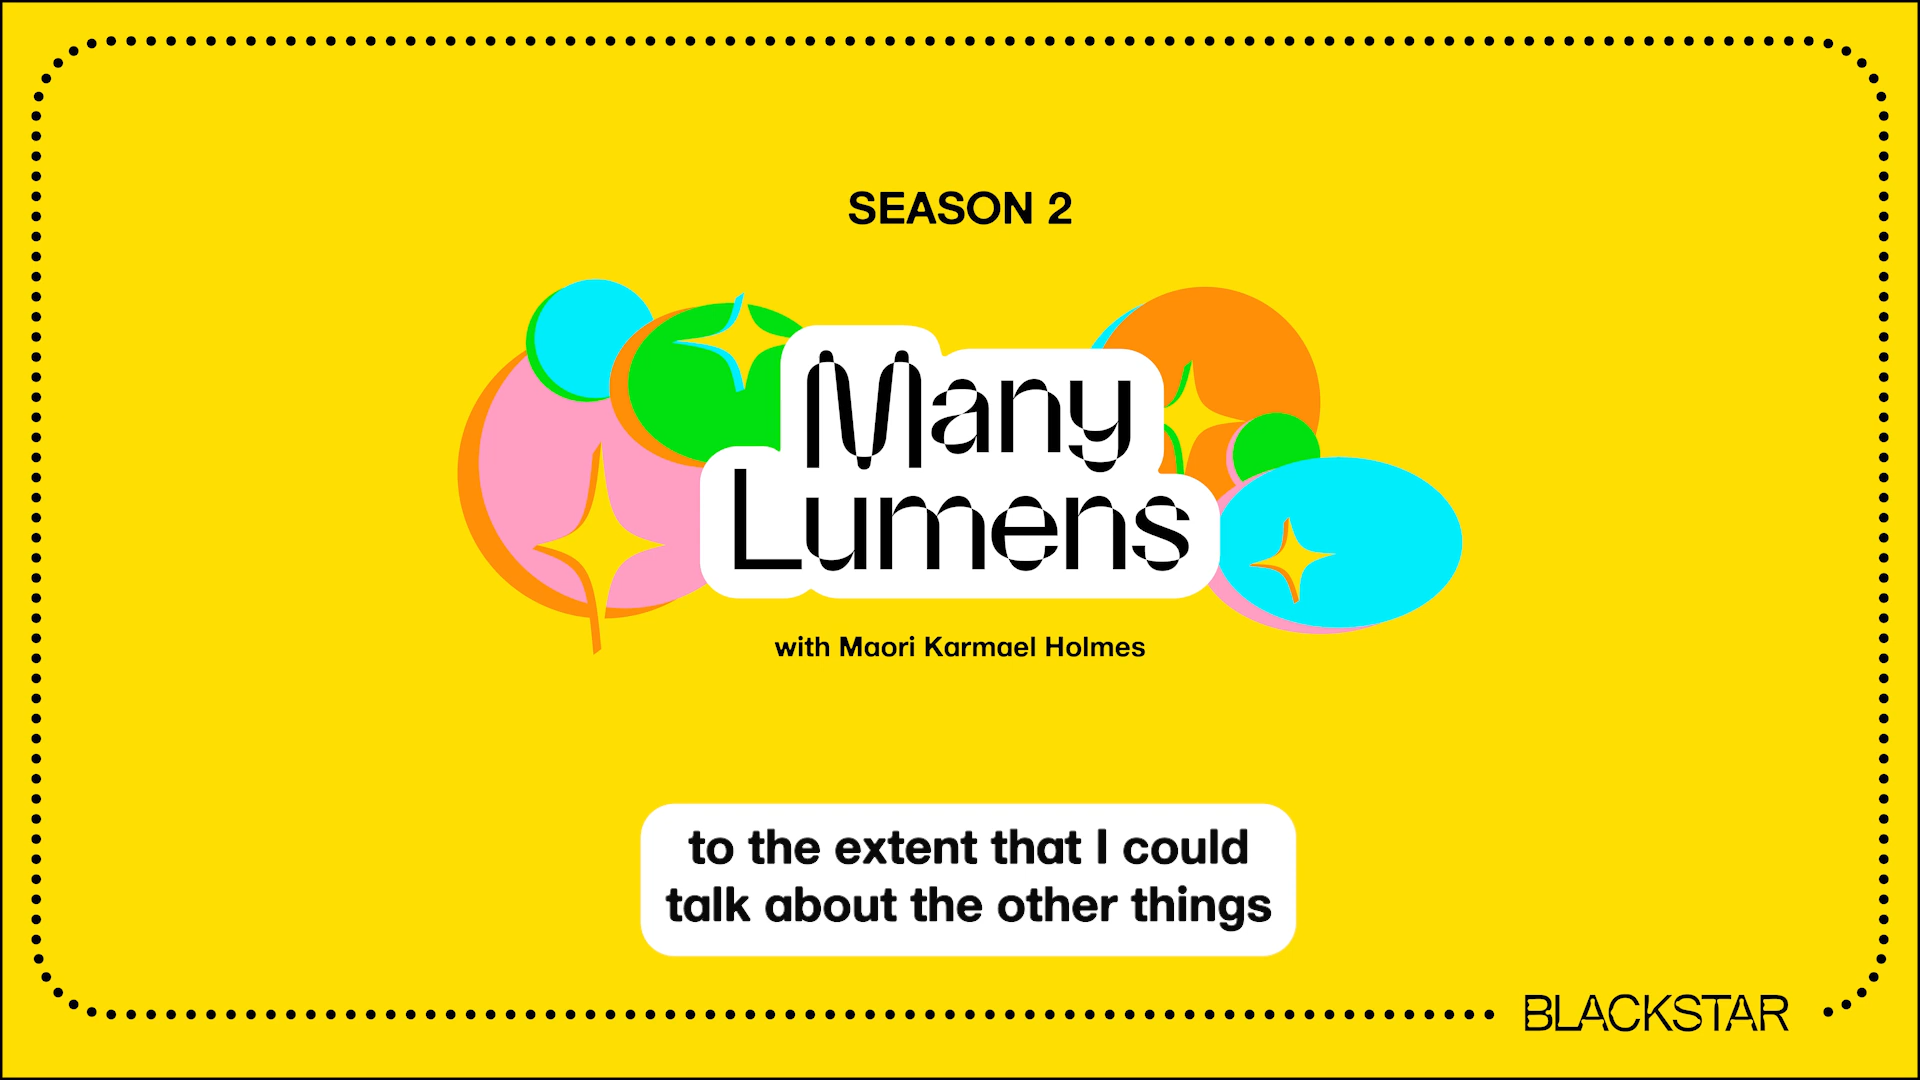 SEASON 2
Many
Lumens
with Maori Karmael Holmes
to the extent that I could
talk about the other things
BLACKSTAR